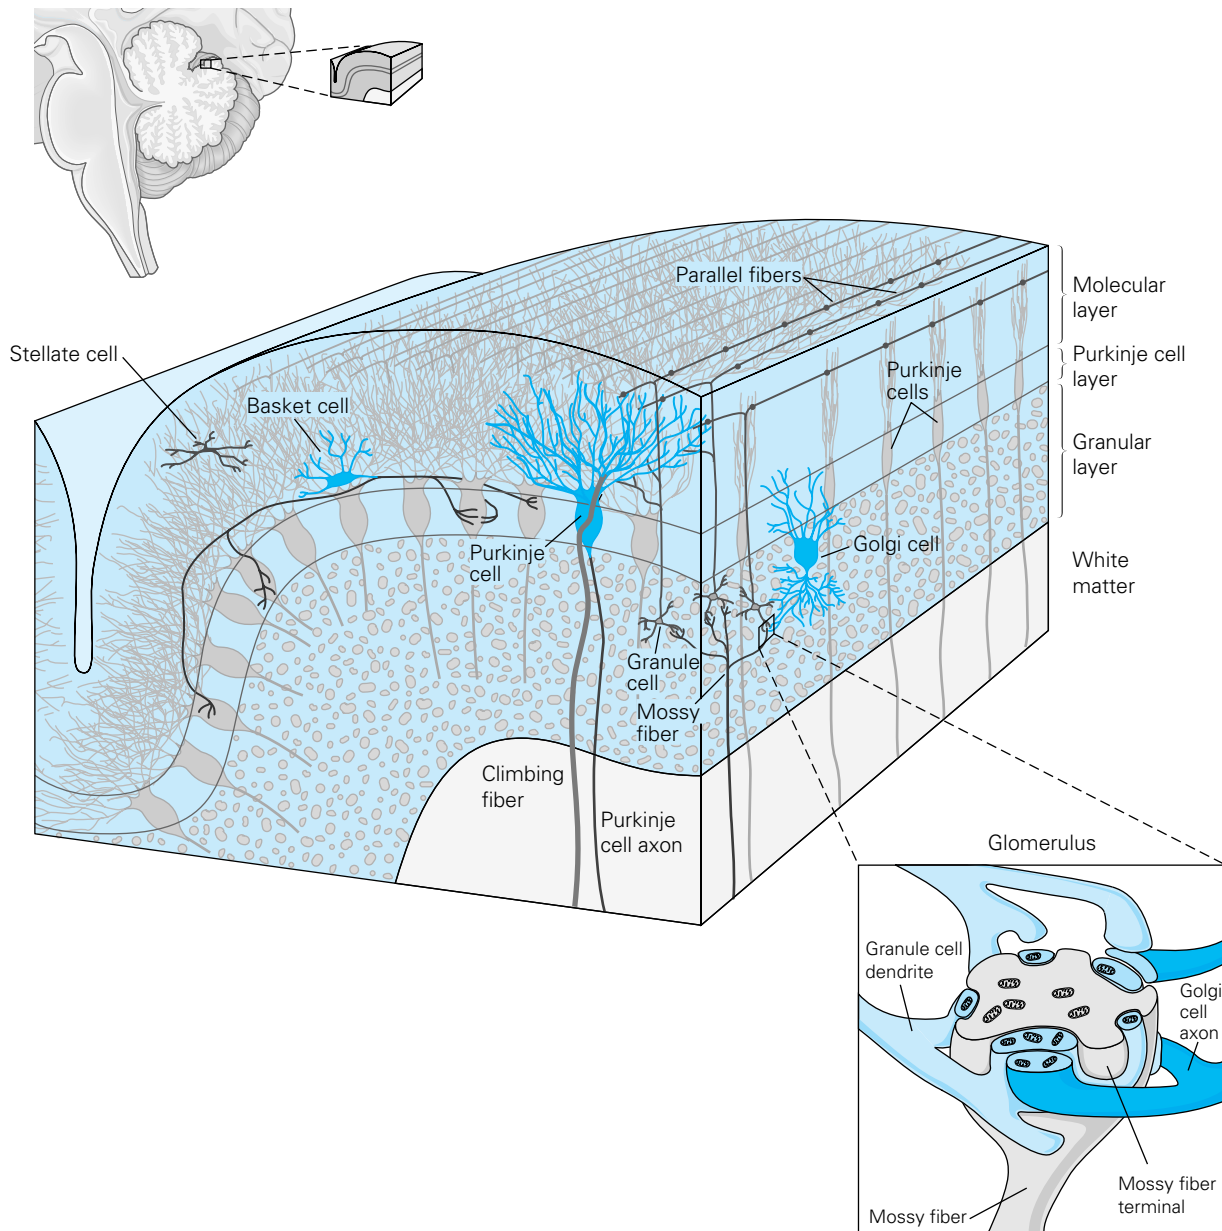 Parallel fibers
Molecular
layer
Stellate cell
Purkinje cell
layer
Purkinje
cells
Basket cell
Granular
layer
Purkinje
cell
Golgi cell
White
matter
Granule
cell
Mossy
fiber
Climbing
fiber
Purkinje
cell axon
Glomerulus
Granule cell
dendrite
Golgi
cell
axon
Mossy fiber
terminal
Mossy fiber